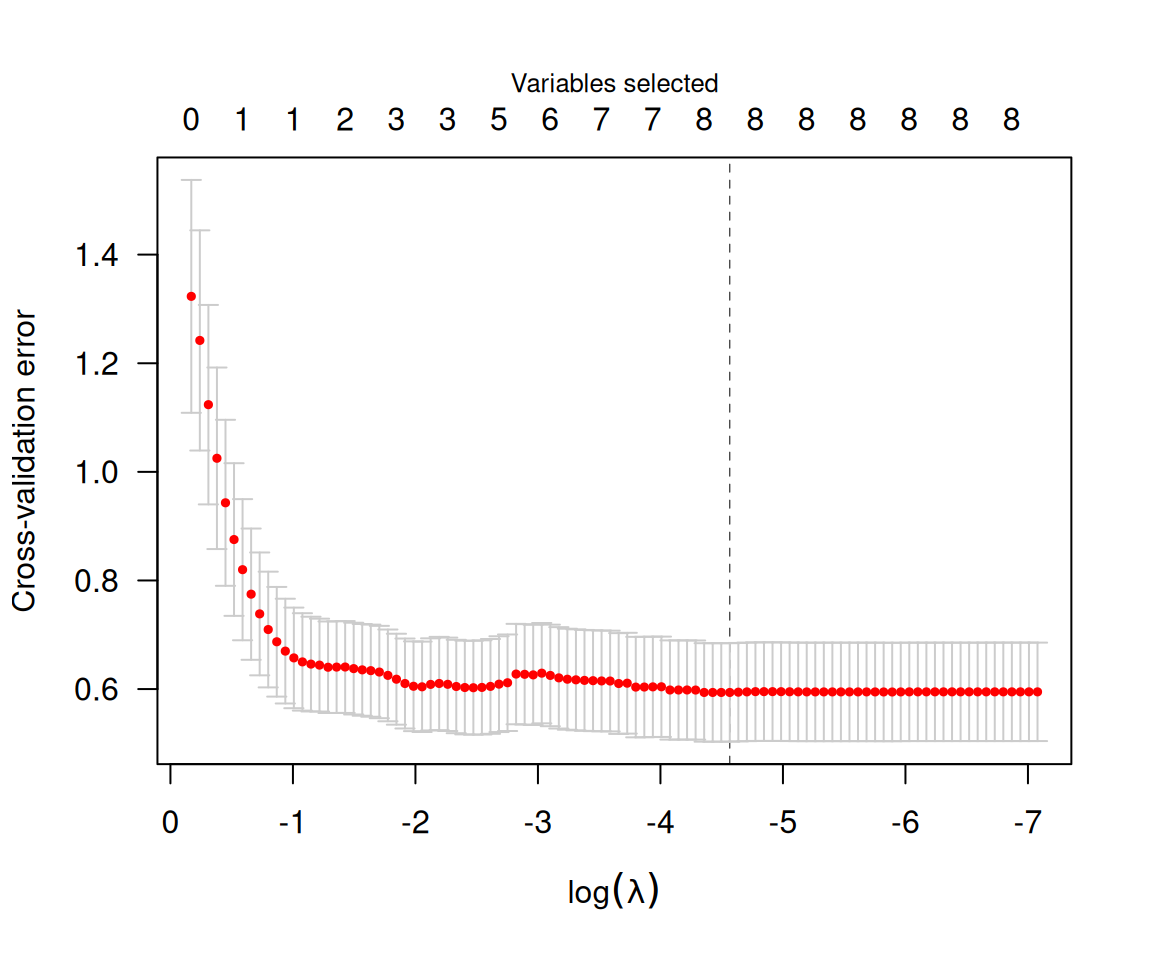 Variables selected
0 1 1 2 3 3 5 6 7 7 8 8 8 8 8 8 8
Cross-validation error
1.4
1.2
1.0
0.8
0.6
0 -1 -2 -3 -4 -5 -6 -7
log(λ)